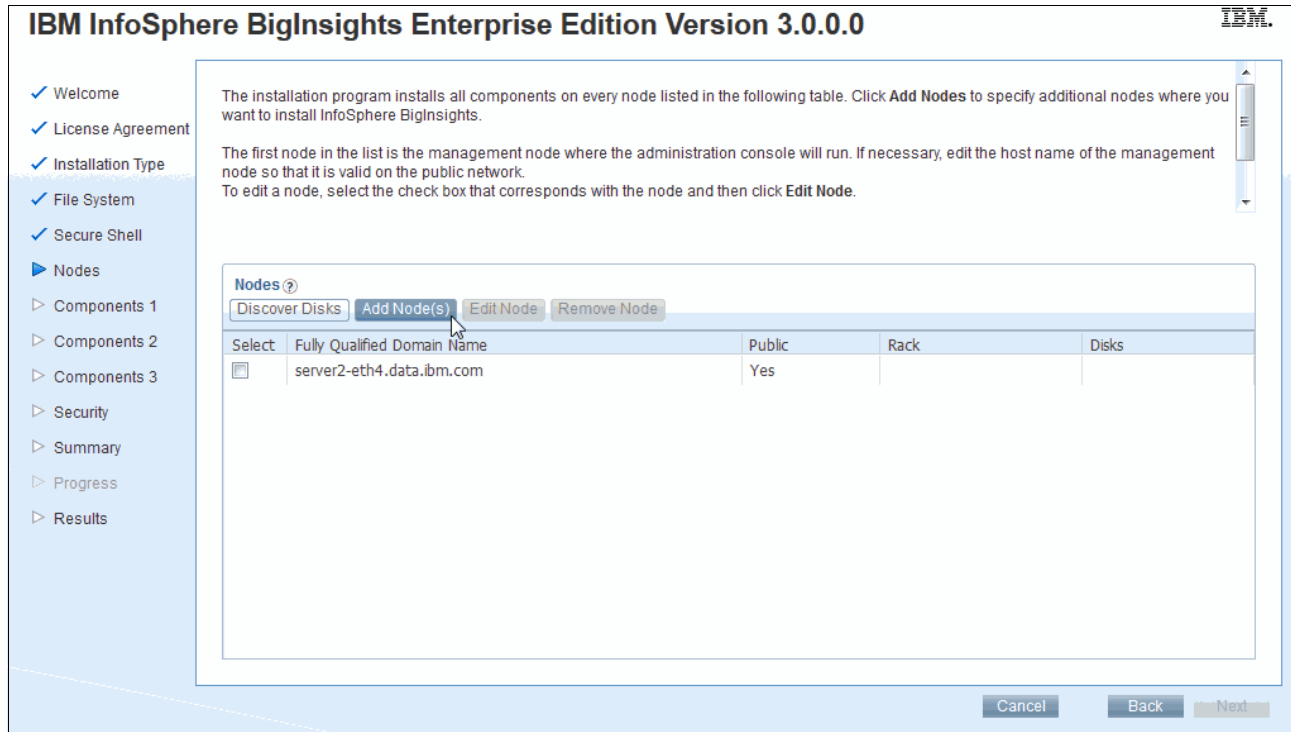 IBM InfoSphere BigInsights Enterprise Edition Version 3.0.0.0
IBM.
Welcome
License Agreement
Installation Type
File System
Secure Shell
Nodes
Components 1
Components 2
Components 3
Security
Summary
Progress
Results
The installation program installs all components on every node listed in the following table. Click Add Nodes to specify additional nodes where you
want to install InfoSphere BigInsights.
The first node in the list is the management node where the administration console will run. If necessary, edit the host name of the management
node so that it is valid on the public network.
To edit a node, select the check box that corresponds with the node and then click Edit Node.
Nodes ?
Discover Disks Add Node(s) Edit Node Remove Node
Select Fully Qualified Domain Name Public Rack Disks
server2-eth4.data.ibm.com Yes
Cancel Back Next